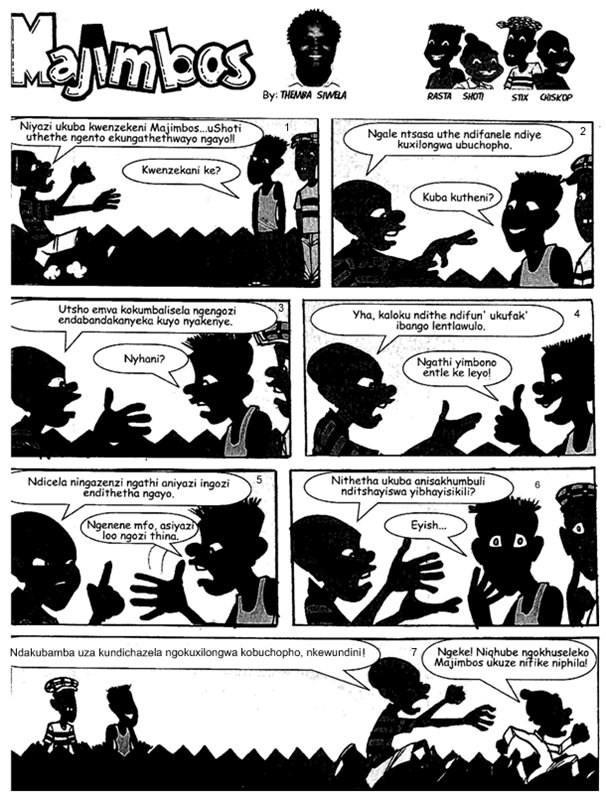 Majimbos
By: THEMBA SIWELA
RASTA SHOTI STIX CHISKOP
1
Niyazi ukuba kwenzekeni Majimbos...uShoti
uthethe ngento ekungathethwayo ngayo!!
Kwenzekani ke?
2
Ngale ntsasa uthe ndifanele ndiye
kuxilongwa ubuchopho.
Kuba kutheni?
3
Utsho emva kokumbalisela ngengozi
endabandakanyeka kuyo nyakenye.
Nyhani?
4
Yha, kaloku ndithe ndifun' ukufak'
ibango lentlawulo.
Ngathi yimbono
entle ke leyo!
5
Ndicela ningazenzi ngathi aniyazi ingozi
endithetha ngayo.
Ngenene mfo, asiyazi
loo ngozi thina.
6
Nithetha ukuba anisakhumbuli
nditshayiswa yibhayisikili?
Eyish...
7
Ndakubamba uza kundichazela ngokuxilongwa kobuchopho, nkewundini!
Ngeke! Niqhube ngokhuseleko
Majimbos ukuze nifike niphila!